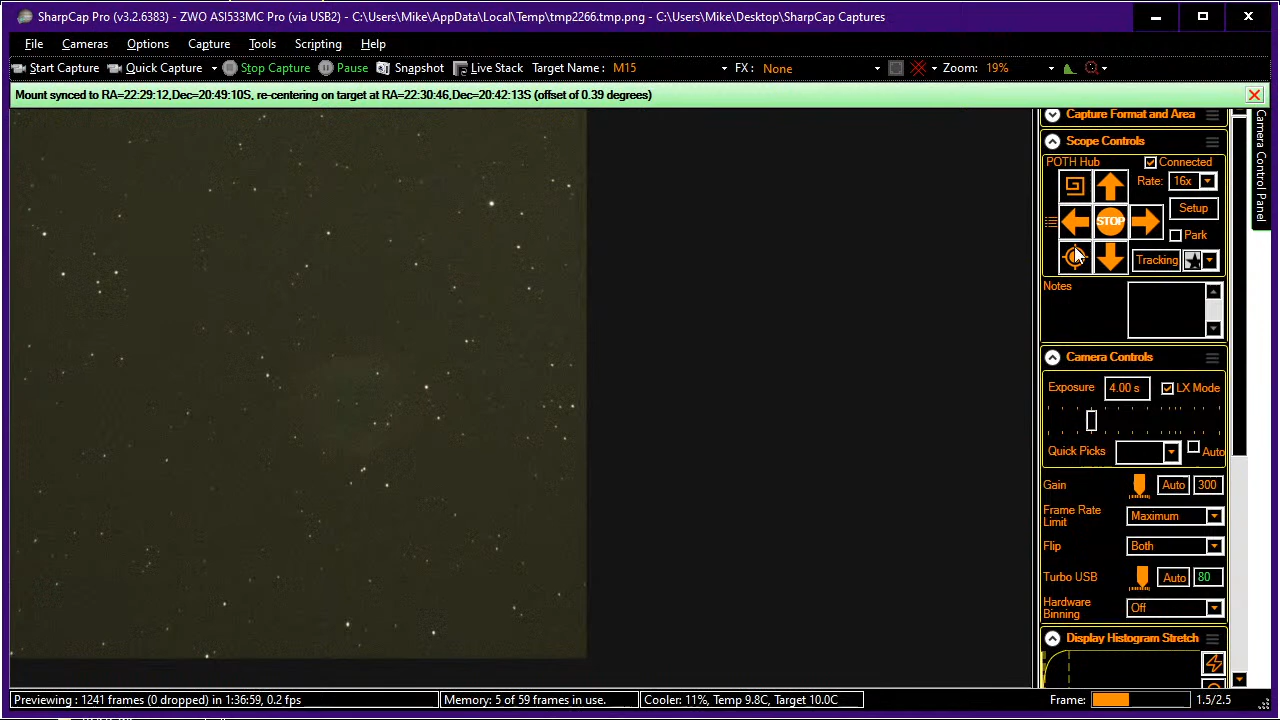 SharpCap Pro (v3.2.6383) - ZWO ASI533MC Pro (via USB2) - C:\Users\Mike\AppData\Local\Temp\tmp2266.tmp.png - C:\Users\Mike\Desktop\SharpCap Captures
File Cameras Options Capture Tools Scripting Help
Start Capture Quick Capture Stop Capture Pause Snapshot Live Stack Target Name : M15 FX : None Zoom: 19%
Mount synced to RA=22:29:12,Dec=20:49:10S, re-centering on target at RA=22:30:46,Dec=20:42:13S (offset of 0.39 degrees)
Capture Format and Area
Camera Control Panel
Scope Controls
POTH Hub Connected
Rate: 16x
STOP Setup
Park
Tracking
Notes
Camera Controls
Exposure 4.00 s LX Mode
Quick Picks Auto
Gain Auto 300
Frame Rate
Limit Maximum
Flip Both
Turbo USB Auto 80
Hardware
Binning Off
Display Histogram Stretch
Previewing : 1241 frames (0 dropped) in 1:36:59, 0.2 fps Memory: 5 of 59 frames in use. Cooler: 11%, Temp 9.8C, Target 10.0C Frame: 1.5/2.5